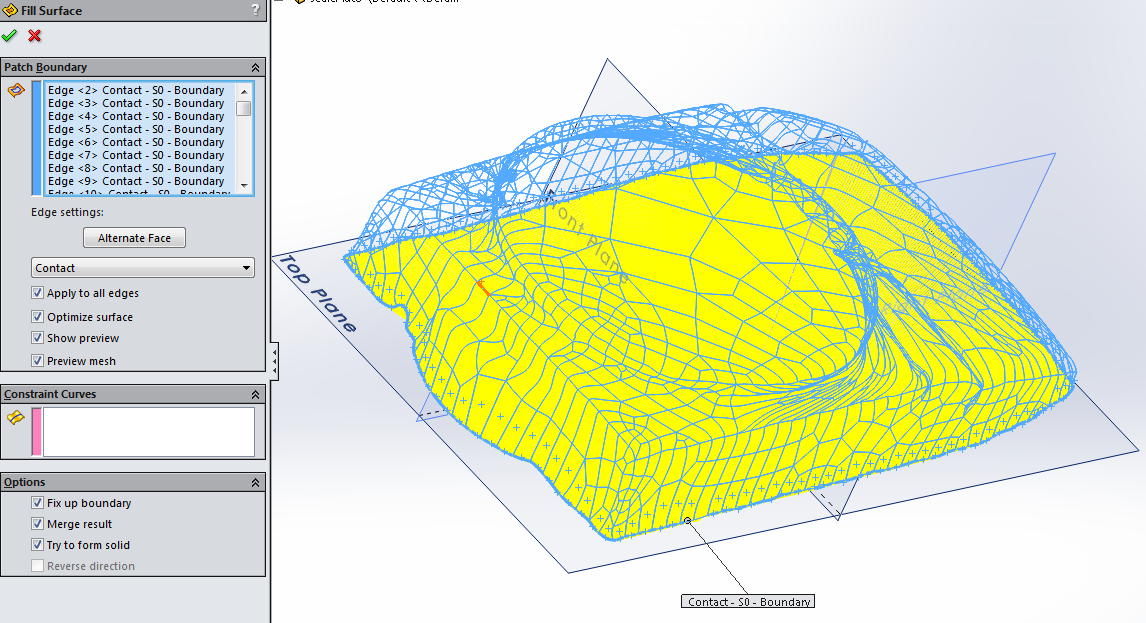 Fill Surface
?
Patch Boundary
Edge <2> Contact - S0 - Boundary
Edge <3> Contact - S0 - Boundary
Edge <4> Contact - S0 - Boundary
Edge <5> Contact - S0 - Boundary
Edge <6> Contact - S0 - Boundary
Edge <7> Contact - S0 - Boundary
Edge <8> Contact - S0 - Boundary
Edge <9> Contact - S0 - Boundary
Edge settings:
Alternate Face
Contact
Apply to all edges
Optimize surface
Show preview
Preview mesh
Constraint Curves
Options
Fix up boundary
Merge result
Try to form solid
Reverse direction
Top Plane
Front Plane
Contact - S0 - Boundary